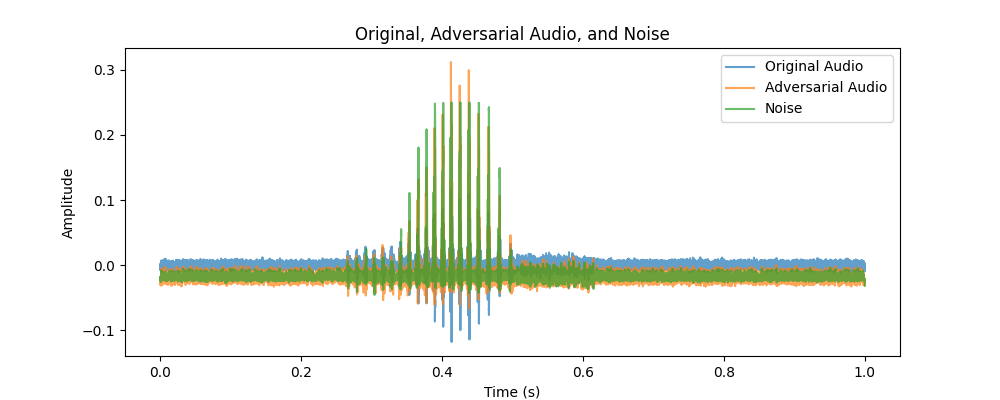 Original, Adversarial Audio, and Noise
Original Audio
Adversarial Audio
Noise
0.3
0.2
0.1
0.0
−0.1
Amplitude
0.0
0.2
0.4
0.6
0.8
1.0
Time (s)